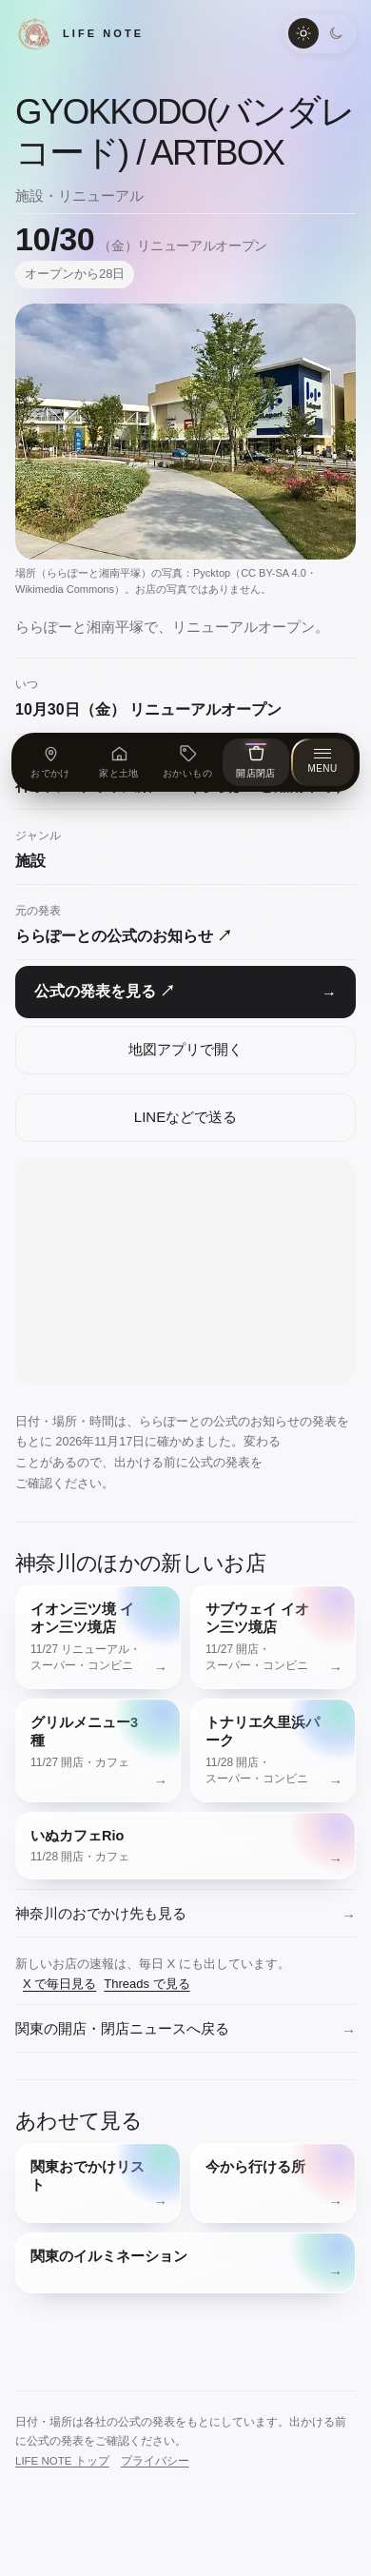 LIFE NOTE
GYOKKODO(バンダレ
コード) / ARTBOX
施設・リニューアル
10/30（金）リニューアルオープン
オープンから28日
場所（ららぽーと湘南平塚）の写真：Pycktop（CC BY-SA 4.0・
Wikimedia Commons）。お店の写真ではありません。
ららぽーと湘南平塚で、リニューアルオープン。
いつ
10月30日（金） リニューアルオープン
おでかけ
家と土地
おかいもの
開店閉店
MENU
ジャンル
施設
元の発表
ららぽーとの公式のお知らせ ↗
公式の発表を見る ↗ →
地図アプリで開く
LINEなどで送る
日付・場所・時間は、ららぽーとの公式のお知らせの発表を
もとに 2026年11月17日に確かめました。変わる
ことがあるので、出かける前に公式の発表を
ご確認ください。
神奈川のほかの新しいお店
イオン三ツ境 イ
オン三ツ境店
11/27 リニューアル・
スーパー・コンビニ →
サブウェイ イオ
ン三ツ境店
11/27 開店・
スーパー・コンビニ →
グリルメニュー3
種
11/27 開店・カフェ →
トナリエ久里浜パ
ーク
11/28 開店・
スーパー・コンビニ →
いぬカフェRio
11/28 開店・カフェ →
神奈川のおでかけ先も見る →
新しいお店の速報は、毎日 X にも出しています。
X で毎日見る Threads で見る
関東の開店・閉店ニュースへ戻る →
あわせて見る
関東おでかけリス
ト →
今から行ける所 →
関東のイルミネーション →
日付・場所は各社の公式の発表をもとにしています。出かける前
に公式の発表をご確認ください。
LIFE NOTE トップ プライバシー